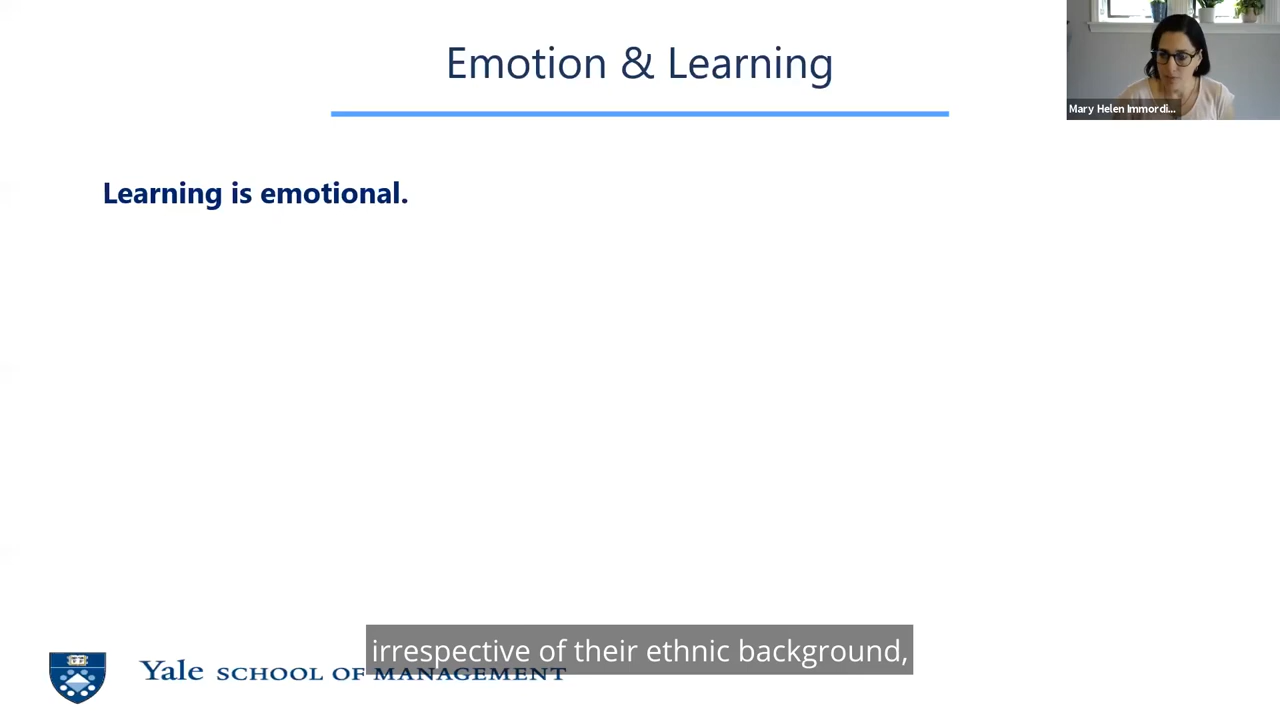 Emotion & Learning
Mary Helen Immordi...
Learning is emotional.
irrespective of their ethnic background,
Yale SCHOOL OF MANAGEMENT